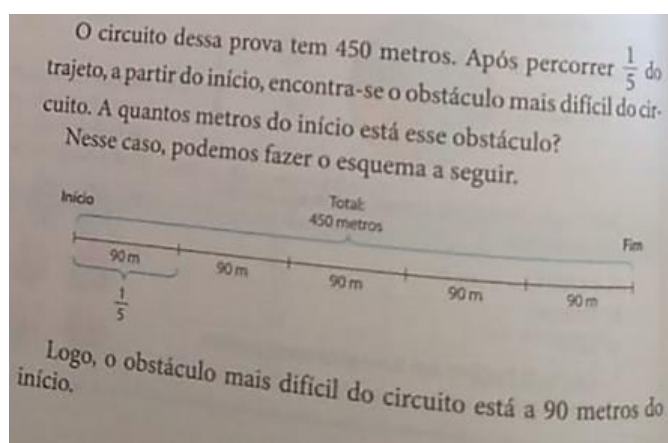 O circuito dessa prova tem 450 metros. Após percorrer 1/5 do
trajeto, a partir do início, encontra-se o obstáculo mais difícil do cir-
cuito. A quantos metros do início está esse obstáculo?
Nesse caso, podemos fazer o esquema a seguir.
Início
Total:
450 metros
Fim
90 m 90 m 90 m 90 m 90 m
1/5
Logo, o obstáculo mais difícil do circuito está a 90 metros do
início.